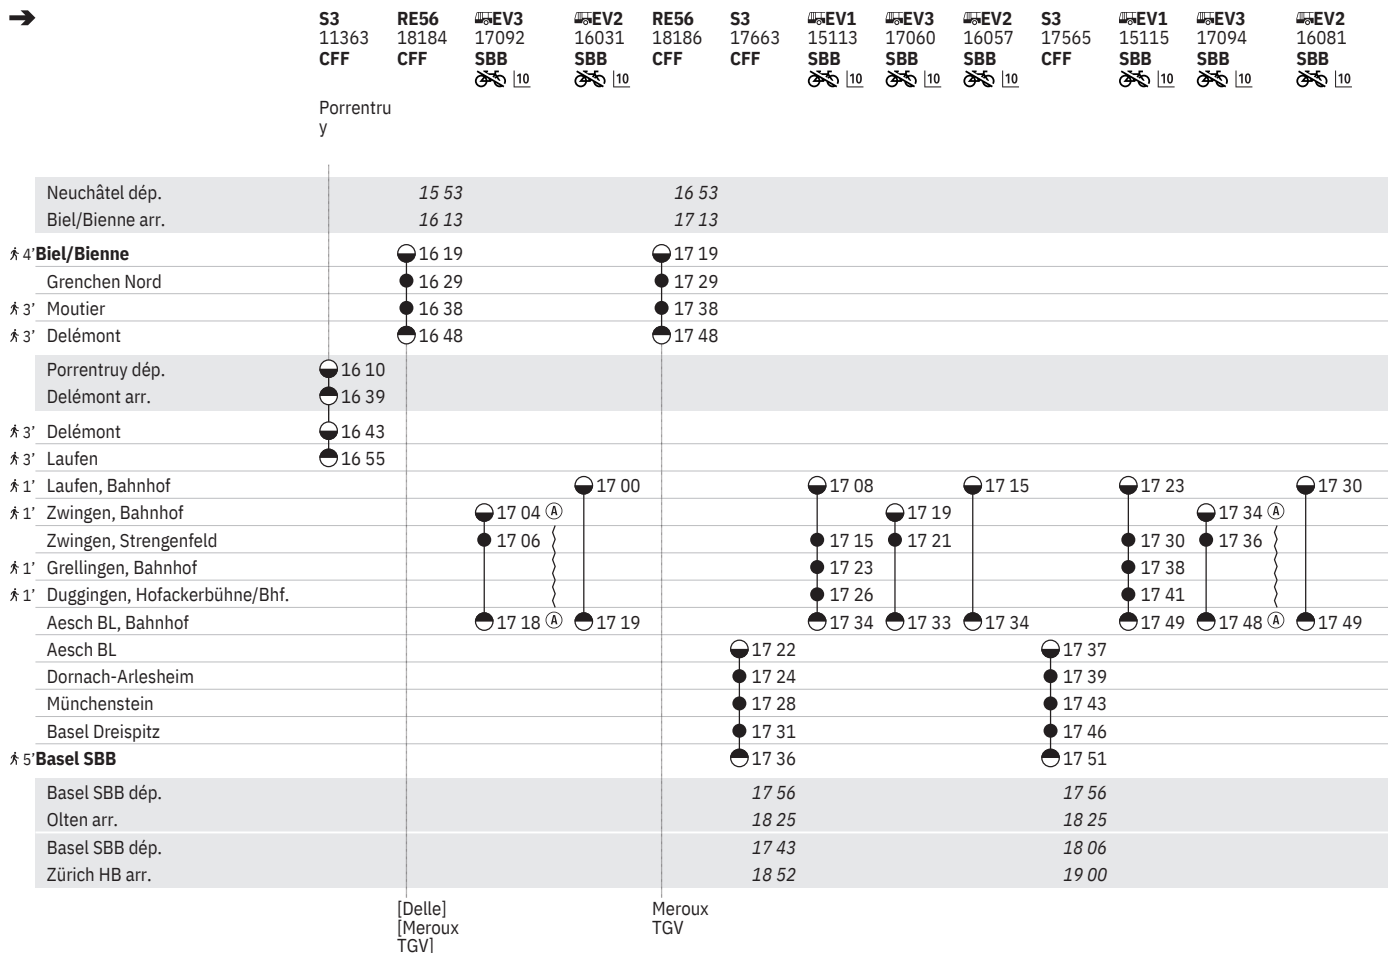 ➔ S3 RE56 EV3 EV2 RE56 S3 EV1 EV3 EV2 S3 EV1 EV3 EV2
11363 18184 17092 16031 18186 17663 15113 17060 16057 17565 15115 17094 16081
CFF CFF SBB SBB CFF CFF SBB SBB SBB CFF SBB SBB SBB
10 10 10 10 10 10 10 10
Porrentru
y
Neuchâtel dép. 15 53 16 53
Biel/Bienne arr. 16 13 17 13
4' Biel/Bienne 16 19 17 19
Grenchen Nord 16 29 17 29
3' Moutier 16 38 17 38
3' Delémont 16 48 17 48
Porrentruy dép. 16 10
Delémont arr. 16 39
3' Delémont 16 43
3' Laufen 16 55
1' Laufen, Bahnhof 17 00 17 08 17 15 17 23 17 30
1' Zwingen, Bahnhof 17 04 Ⓐ 17 19 17 34 Ⓐ
Zwingen, Strengenfeld 17 06 17 15 17 21 17 30 17 36
1' Grellingen, Bahnhof 17 23 17 38
1' Duggingen, Hofackerbühne/Bhf. 17 26 17 41
Aesch BL, Bahnhof 17 18 Ⓐ 17 19 17 34 17 33 17 34 17 49 17 48 Ⓐ 17 49
Aesch BL 17 22 17 37
Dornach-Arlesheim 17 24 17 39
Münchenstein 17 28 17 43
Basel Dreispitz 17 31 17 46
5' Basel SBB 17 36 17 51
Basel SBB dép. 17 56 17 56
Olten arr. 18 25 18 25
Basel SBB dép. 17 43 18 06
Zürich HB arr. 18 52 19 00
[Delle] Meroux
[Meroux TGV
TGV]